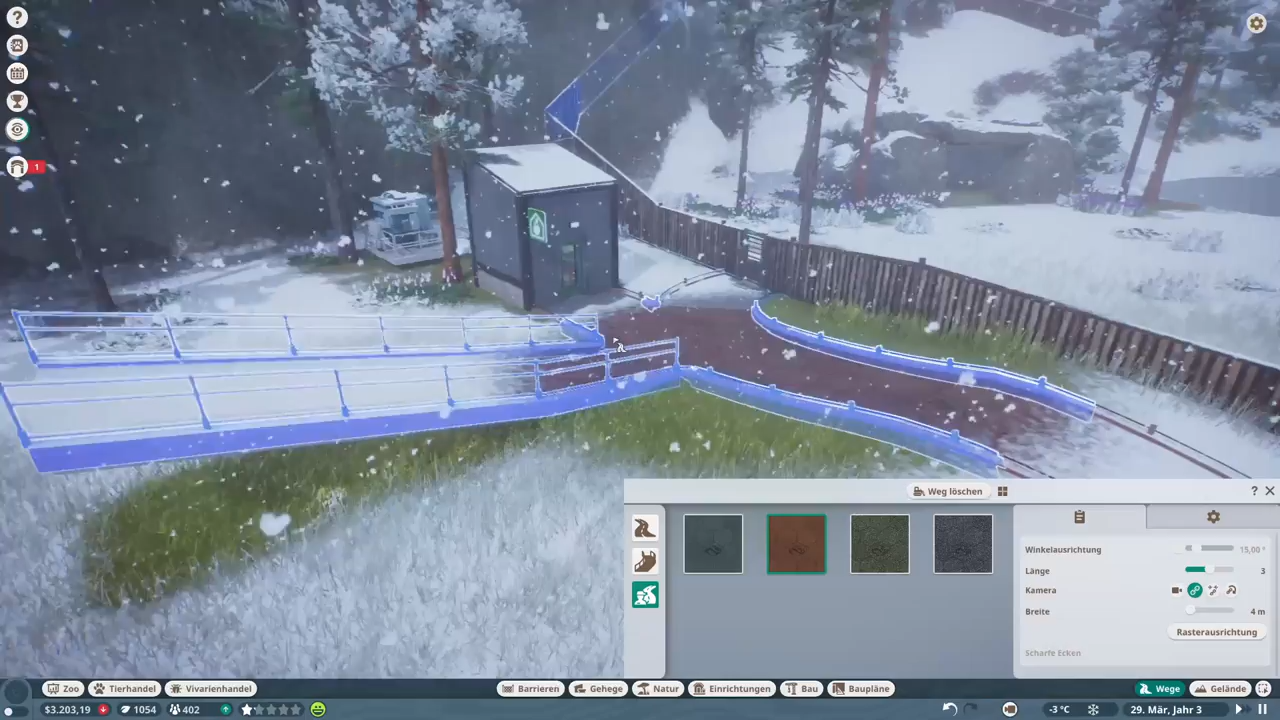 ?
1
Weg löschen
? ×
Winkelausrichtung 15,00 °
Länge 3
Kamera
Breite 4 m
Rasterausrichtung
Scharfe Ecken
Zoo Tierhandel Vivarienhandel Barrieren Gehege Natur Einrichtungen Bau Baupläne Wege Gelände
$3.203,19 1054 402 -3 °C 29. Mär, Jahr 3